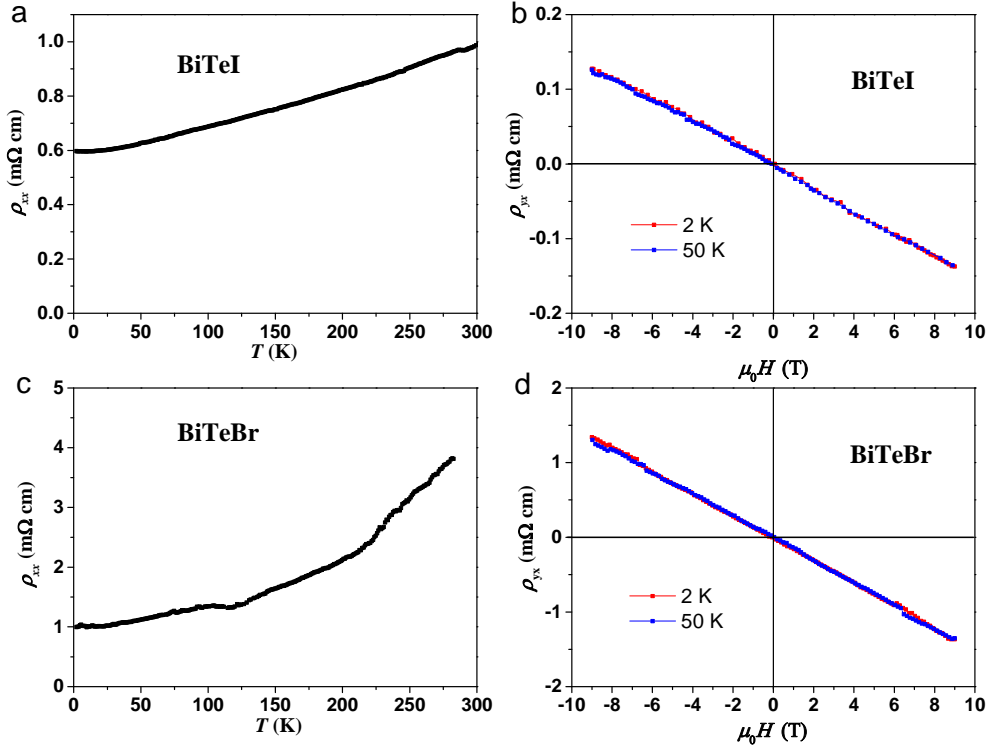 a
1.0
0.8
0.6
0.4
0.2
0.0
BiTeI
ρxx (mΩ cm)
0 50 100 150 200 250 300
T (K)
b
0.2
0.1
0.0
-0.1
-0.2
BiTeI
ρyx (mΩ cm)
2 K
50 K
-10 -8 -6 -4 -2 0 2 4 6 8 10
μ0H (T)
c
5
4
3
2
1
0
BiTeBr
ρxx (mΩ cm)
0 50 100 150 200 250 300
T (K)
d
2
1
0
-1
-2
BiTeBr
ρyx (mΩ cm)
2 K
50 K
-10 -8 -6 -4 -2 0 2 4 6 8 10
μ0H (T)